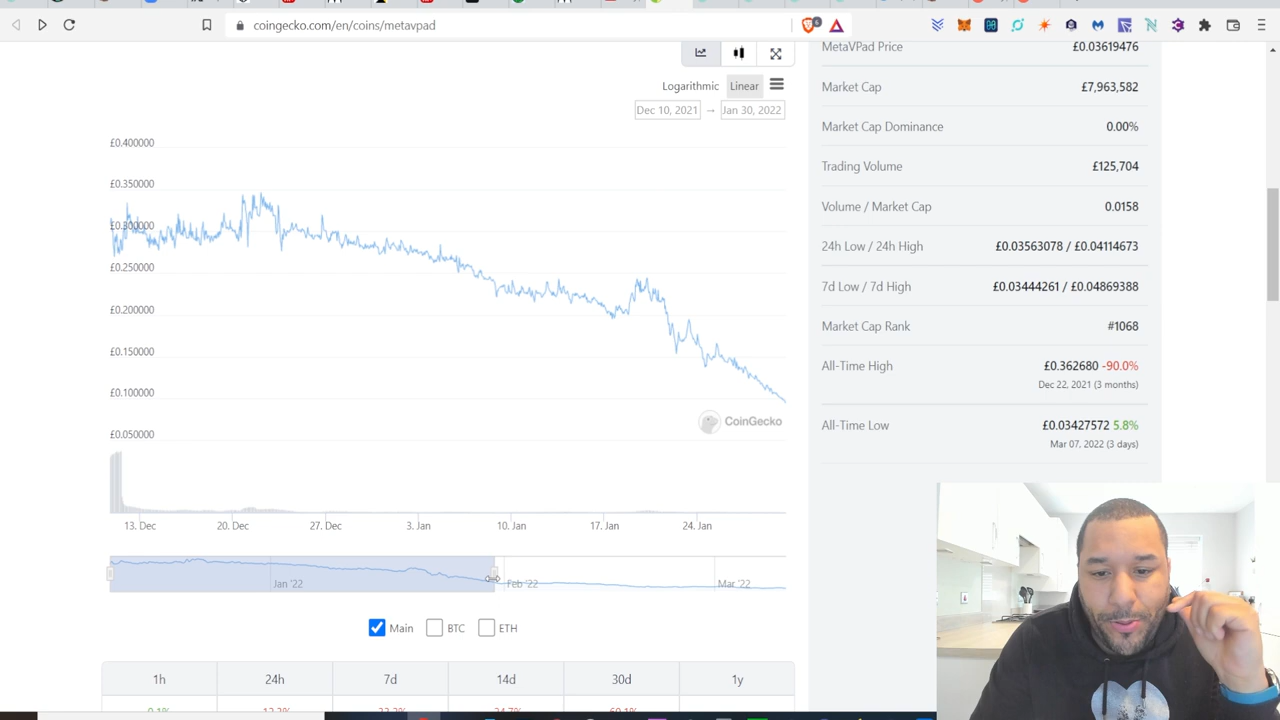 coingecko.com/en/coins/metavpad
6
Logarithmic Linear
Dec 10, 2021 → Jan 30, 2022
£0.400000
£0.350000
£0.300000
£0.250000
£0.200000
£0.150000
£0.100000
£0.050000
CoinGecko
13. Dec 20. Dec 27. Dec 3. Jan 10. Jan 17. Jan 24. Jan
Jan '22 Feb '22 Mar '22
Main BTC ETH
1h 24h 7d 14d 30d 1y
MetaVPad Price £0.03619476
Market Cap £7,963,582
Market Cap Dominance 0.00%
Trading Volume £125,704
Volume / Market Cap 0.0158
24h Low / 24h High £0.03563078 / £0.04114673
7d Low / 7d High £0.03444261 / £0.04869388
Market Cap Rank #1068
All-Time High £0.362680 -90.0%
Dec 22, 2021 (3 months)
All-Time Low £0.03427572 5.8%
Mar 07, 2022 (3 days)